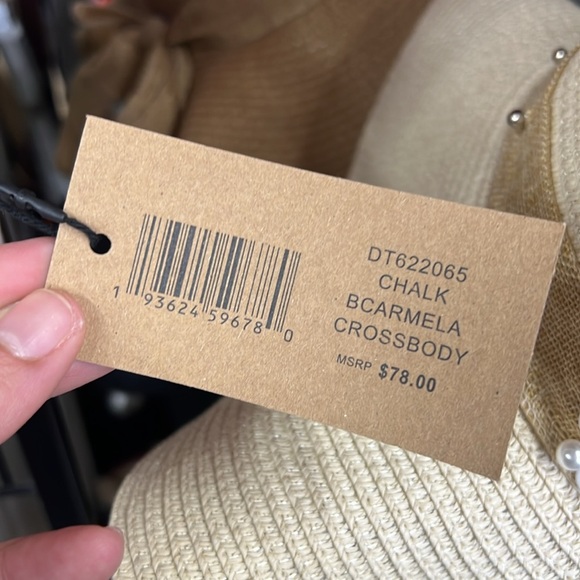 1 93624 59678 0
DT622065
CHALK
BCARMELA
CROSSBODY
MSRP $78.00